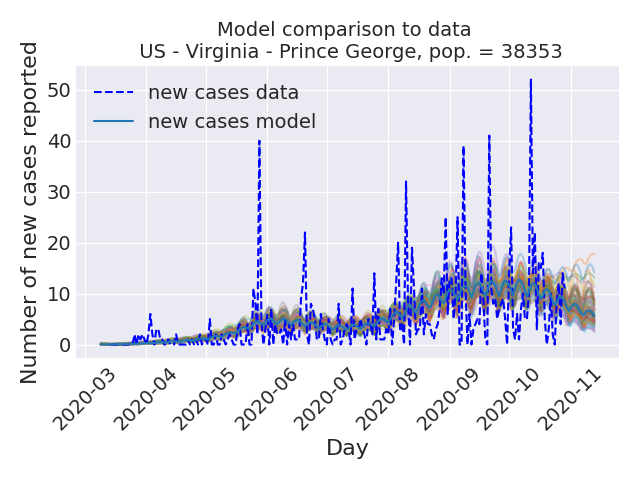 Model comparison to data
US - Virginia - Prince George, pop. = 38353
Number of new cases reported
50
40
30
20
10
0
new cases data
new cases model
2020-03
2020-04
2020-05
2020-06
2020-07
2020-08
2020-09
2020-10
2020-11
Day